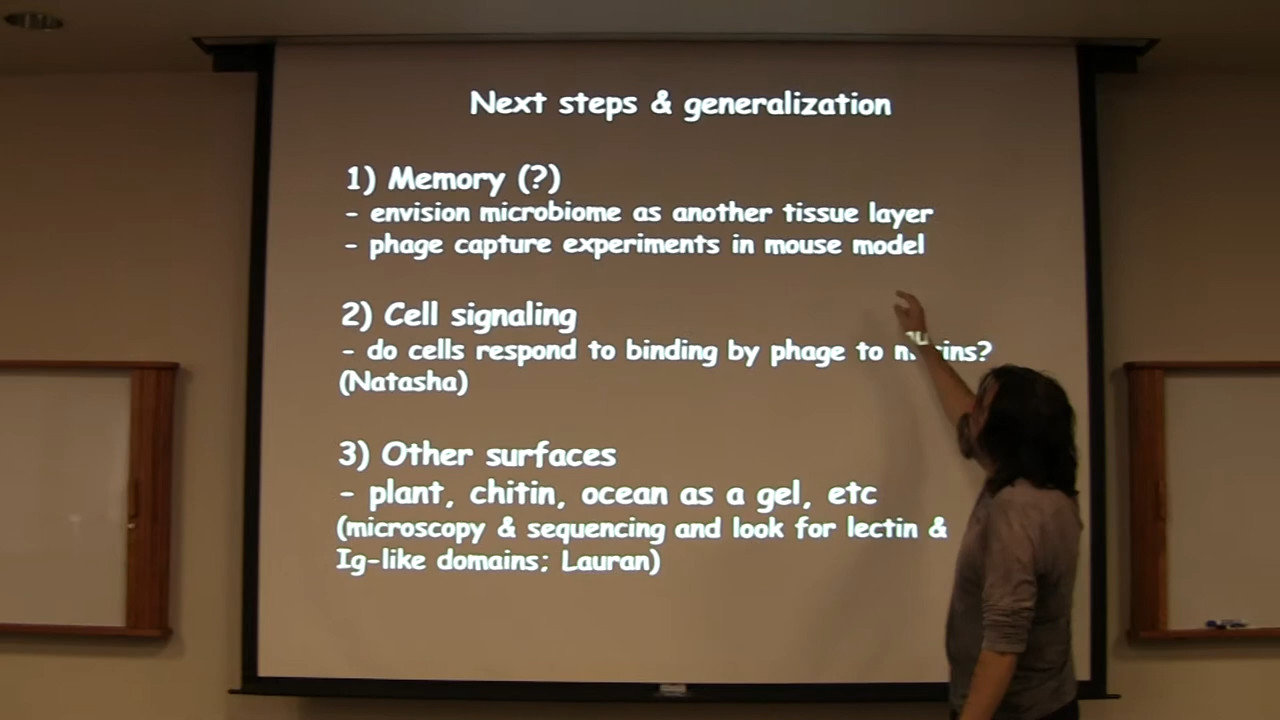 Next steps & generalization
1) Memory (?)
- envision microbiome as another tissue layer
- phage capture experiments in mouse model
2) Cell signaling
- do cells respond to binding by phage to mucins?
(Natasha)
3) Other surfaces
- plant, chitin, ocean as a gel, etc
(microscopy & sequencing and look for lectin &
Ig-like domains; Lauran)